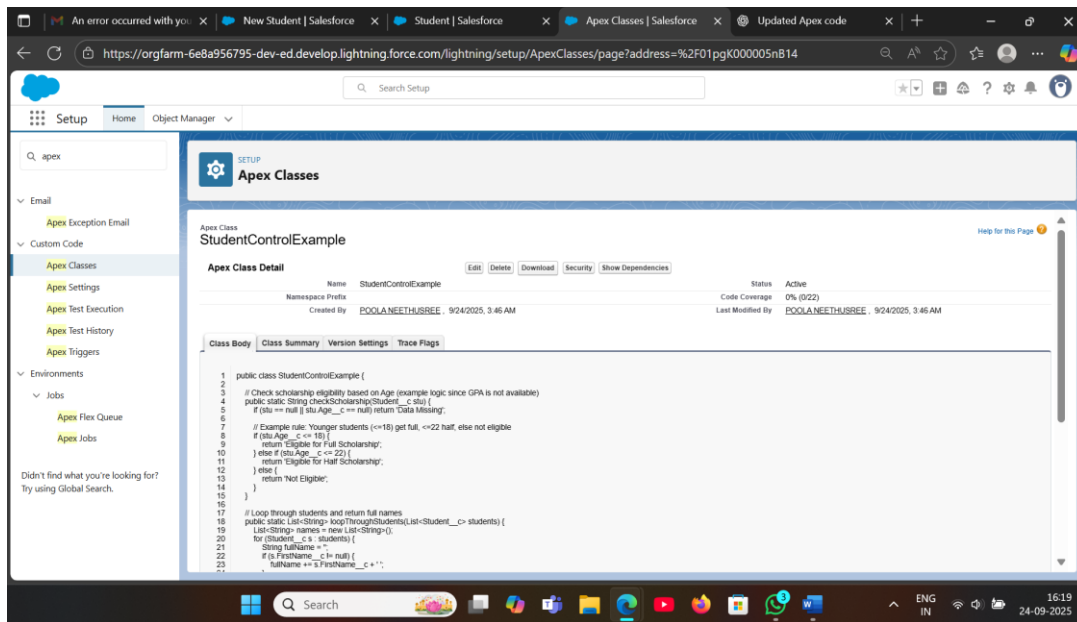 An error occurred with you
New Student | Salesforce
Student | Salesforce
Apex Classes | Salesforce
Updated Apex code
https://orgfarm-6e8a956795-dev-ed.develop.lightning.force.com/lightning/setup/ApexClasses/page?address=%2F01pgK000005nB14
Search Setup
Setup
Home
Object Manager
apex
Email
Apex Exception Email
Custom Code
Apex Classes
Apex Settings
Apex Test Execution
Apex Test History
Apex Triggers
Environments
Jobs
Apex Flex Queue
Apex Jobs
Didn't find what you're looking for?
Try using Global Search.
SETUP
Apex Classes
Apex Class
StudentControlExample
Help for this Page
Apex Class Detail
Edit Delete Download Security Show Dependencies
Name StudentControlExample Status Active
Namespace Prefix Code Coverage 0% (0/22)
Created By POOLA NEETHUSREE , 9/24/2025, 3:46 AM Last Modified By POOLA NEETHUSREE , 9/24/2025, 3:46 AM
Class Body Class Summary Version Settings Trace Flags
1 public class StudentControlExample {
2
3 // Check scholarship eligibility based on Age (example logic since GPA is not available)
4 public static String checkScholarship(Student__c stu) {
5 if (stu == null || stu.Age__c == null) return 'Data Missing';
6
7 // Example rule: Younger students (<=18) get full, <=22 half, else not eligible
8 if (stu.Age__c <= 18) {
9 return 'Eligible for Full Scholarship';
10 } else if (stu.Age__c <= 22) {
11 return 'Eligible for Half Scholarship';
12 } else {
13 return 'Not Eligible';
14 }
15 }
16
17 // Loop through students and return full names
18 public static List<String> loopThroughStudents(List<Student__c> students) {
19 List<String> names = new List<String>();
20 for (Student__c s : students) {
21 String fullName = '';
22 if (s.FirstName__c != null) {
23 fullName += s.FirstName__c + ' ';
Search
3
ENG
IN
16:19
24-09-2025